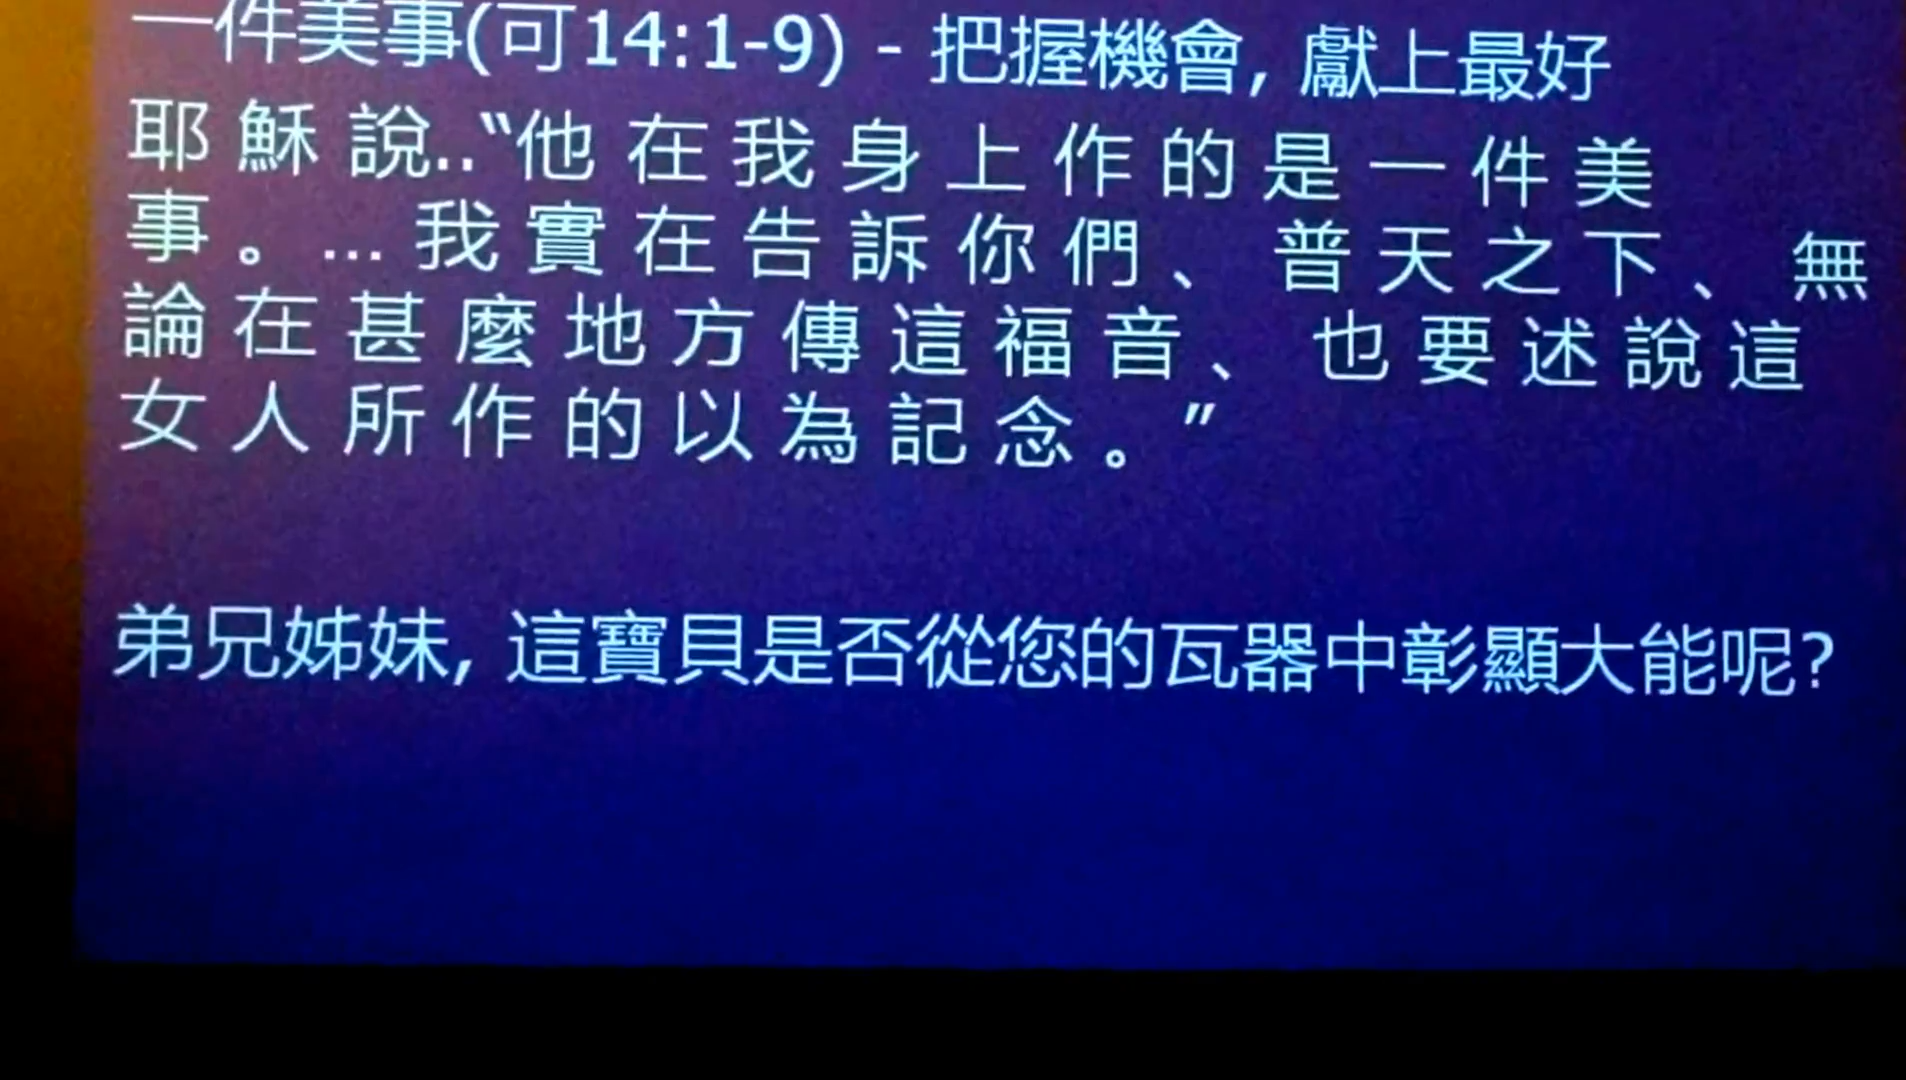 一件美事(可14:1-9) - 把握機會, 獻上最好
耶穌說..“他在我身上作的是一件美
事。...我實在告訴你們、普天之下、無
論在甚麼地方傳這福音、也要述說這
女人所作的以為記念。”
弟兄姊妹, 這寶貝是否從您的瓦器中彰顯大能呢?